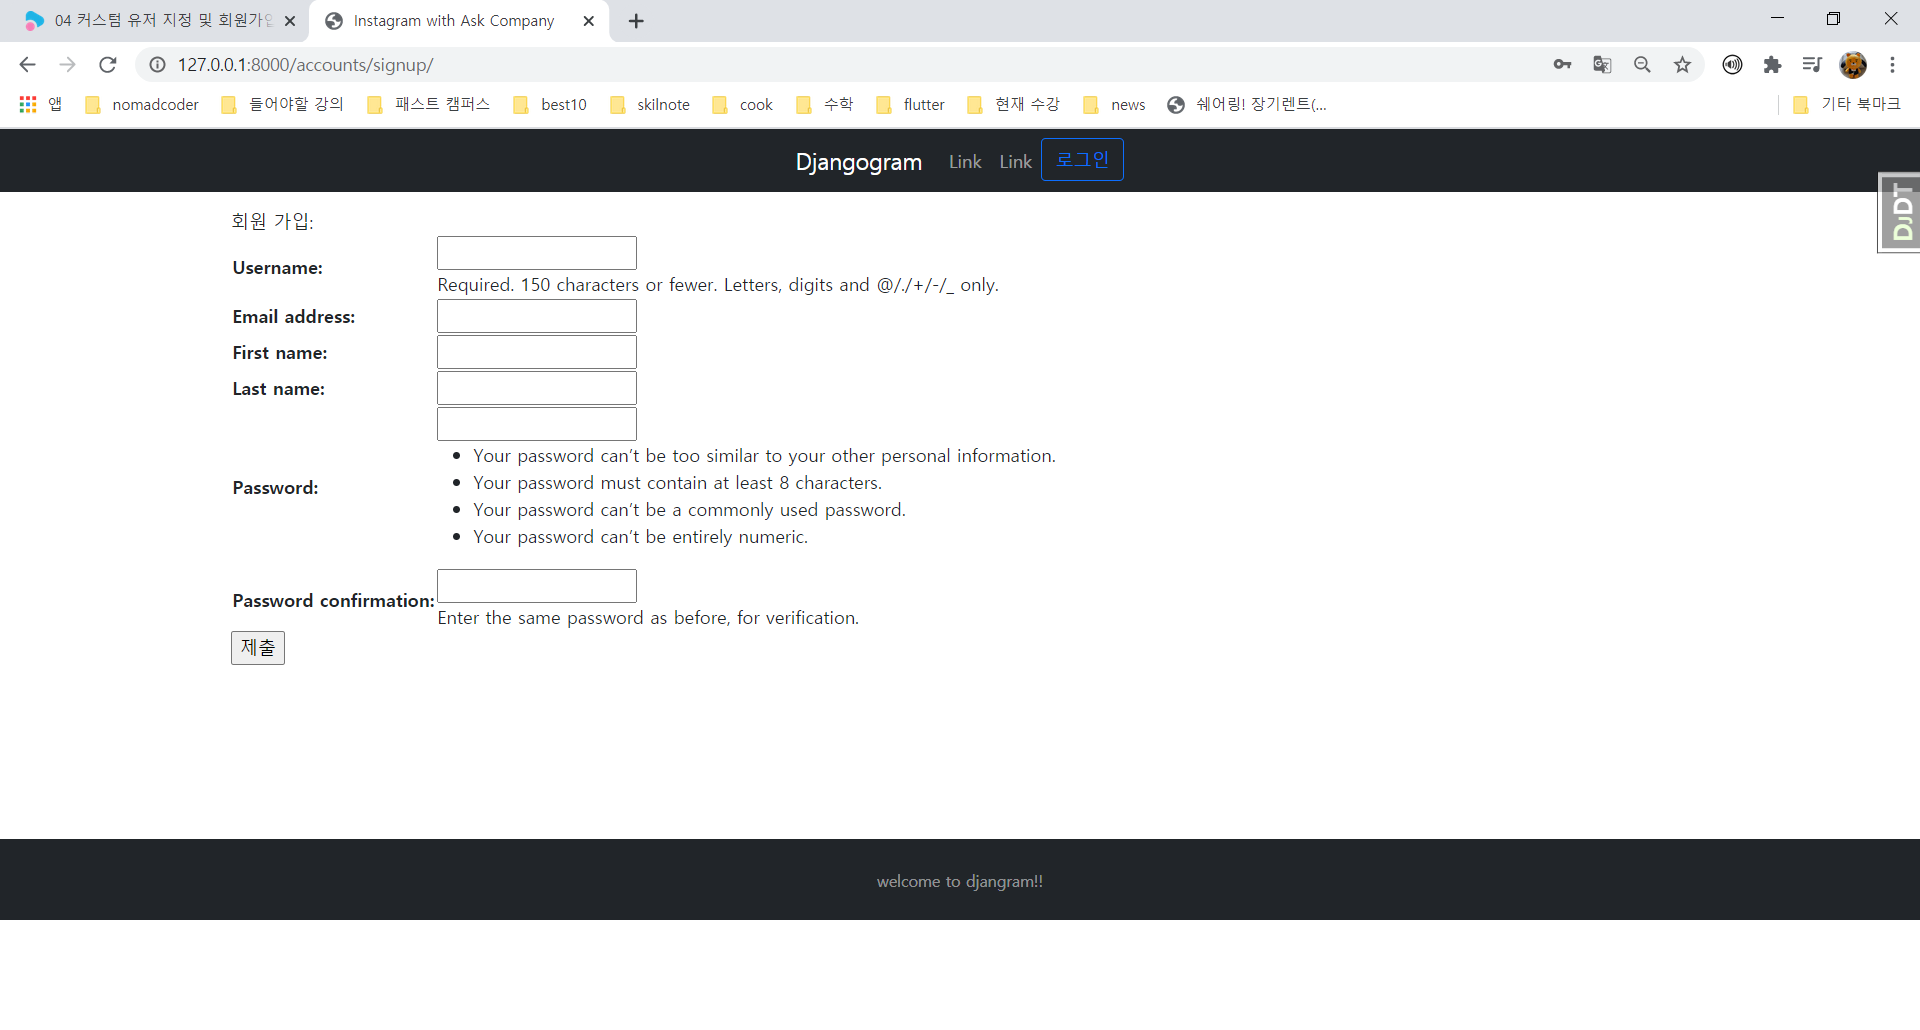 04 커스텀 유저 지정 및 회원가입
Instagram with Ask Company
127.0.0.1:8000/accounts/signup/
앱 nomadcoder 들어야할 강의 패스트 캠퍼스 best10 skilnote cook 수학 flutter 현재 수강 news 쉐어링! 장기렌트(... 기타 북마크
Djangogram Link Link 로그인
DJDT
회원 가입:
Username:
Required. 150 characters or fewer. Letters, digits and @/./+/-/_ only.
Email address:
First name:
Last name:
Password:
Your password can't be too similar to your other personal information.
Your password must contain at least 8 characters.
Your password can't be a commonly used password.
Your password can't be entirely numeric.
Password confirmation:
Enter the same password as before, for verification.
제출
welcome to djangram!!